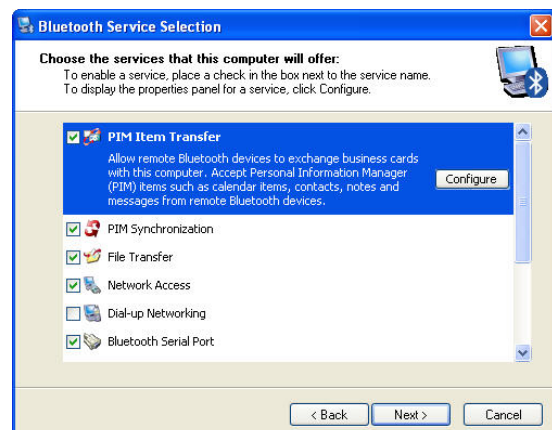 Bluetooth Service Selection
Choose the services that this computer will offer:
To enable a service, place a check in the box next to the service name.
To display the properties panel for a service, click Configure.
PIM Item Transfer
Allow remote Bluetooth devices to exchange business cards
with this computer. Accept Personal Information Manager
(PIM) items such as calendar items, contacts, notes and
messages from remote Bluetooth devices.
Configure
PIM Synchronization
File Transfer
Network Access
Dial-up Networking
Bluetooth Serial Port
< Back
Next >
Cancel